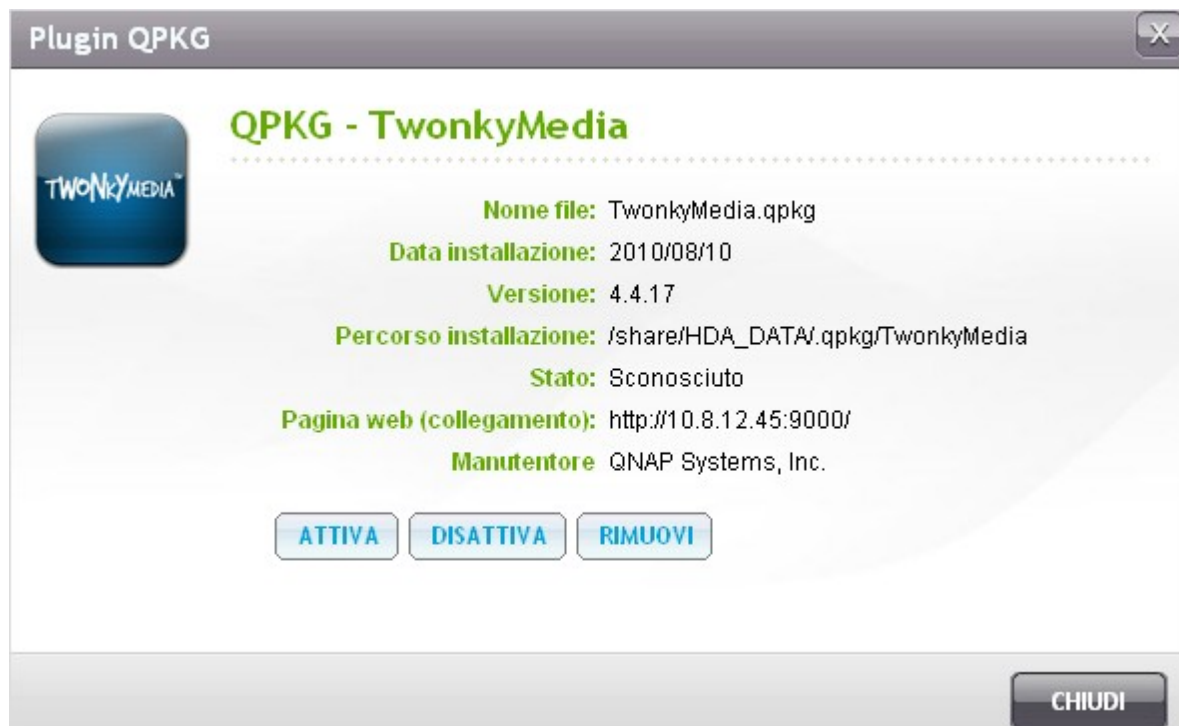 Plugin QPKG
X
TWONKYMEDIA™
QPKG - TwonkyMedia
Nome file: TwonkyMedia.qpkg
Data installazione: 2010/08/10
Versione: 4.4.17
Percorso installazione: /share/HDA_DATA/.qpkg/TwonkyMedia
Stato: Sconosciuto
Pagina web (collegamento): http://10.8.12.45:9000/
Manutentore QNAP Systems, Inc.
ATTIVA DISATTIVA RIMUOVI
CHIUDI